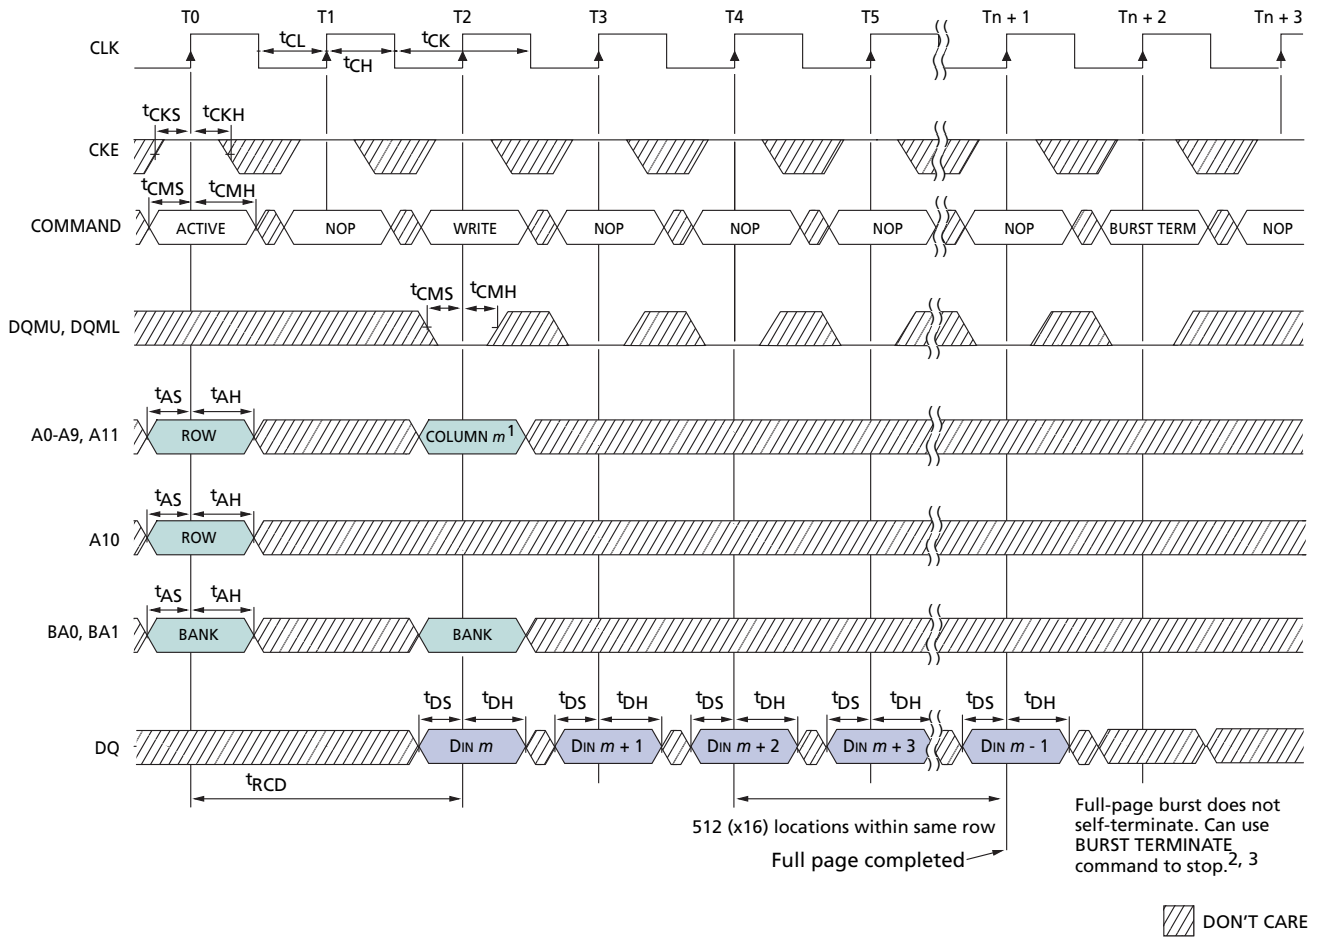 T0 T1 T2 T3 T4 T5 Tn + 1 Tn + 2 Tn + 3
CLK
tCL tCK
tCH
tCKS tCKH
CKE
tCMS tCMH
COMMAND ACTIVE NOP WRITE NOP NOP NOP NOP BURST TERM NOP
tCMS tCMH
DQMU, DQML
tAS tAH
A0-A9, A11 ROW COLUMN m1
tAS tAH
A10 ROW
tAS tAH
BA0, BA1 BANK BANK
tDS tDH tDS tDH tDS tDH tDS tDH tDS tDH
DQ DIN m DIN m + 1 DIN m + 2 DIN m + 3 DIN m - 1
tRCD
512 (x16) locations within same row
Full page completed
Full-page burst does not
self-terminate. Can use
BURST TERMINATE
command to stop.2, 3
DON'T CARE